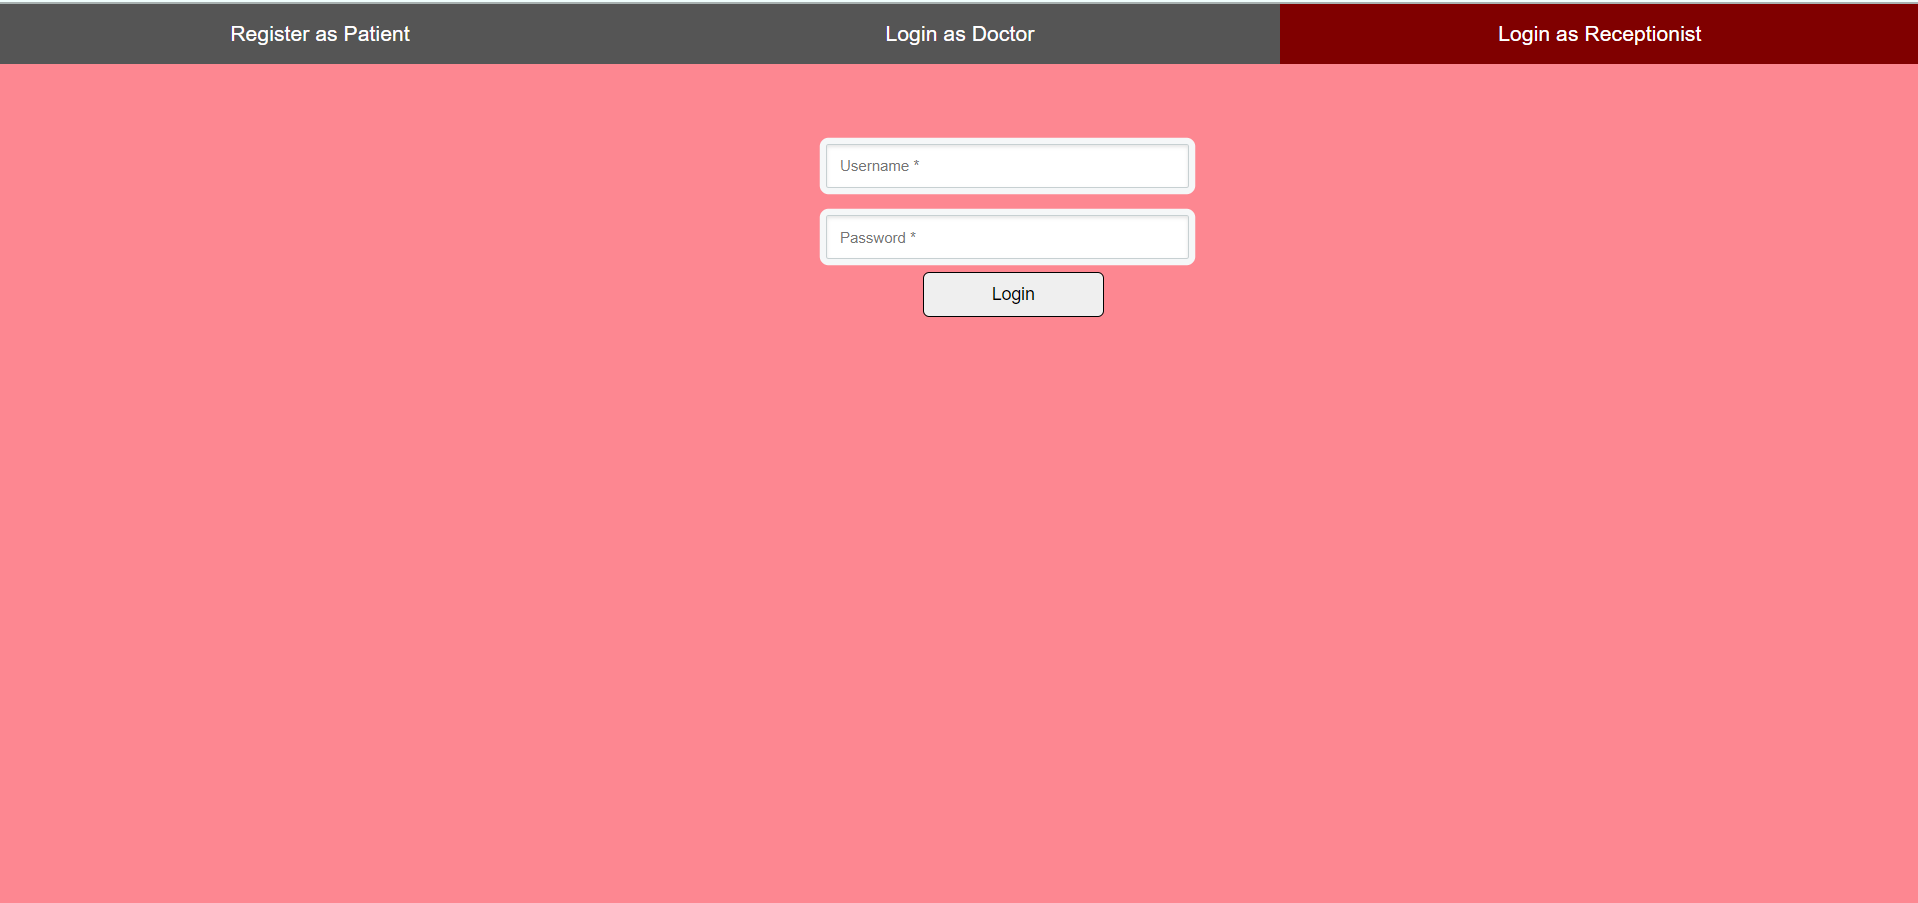 Register as Patient
Login as Doctor
Login as Receptionist
Username *
Password *
Login